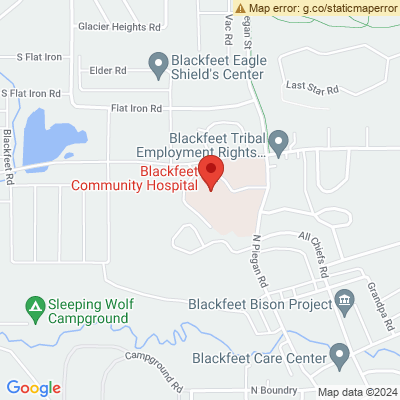 Map error: g.co/staticmaperror
Glacier Heights Rd
Vac Rd
Piegan St
S Flat Iron
Blackfeet Eagle
Shield's Center
Elder Rd
S Flat Iron Rd
Last Star Rd
Flat Iron Rd
Blackfeet Rd
Blackfeet Tribal
Employment Rights...
Blackfeet
Community Hospital
N Piegan Rd
All Chiefs Rd
Grandpa Rd
Sleeping Wolf
Campground
Blackfeet Bison Project
Campground Rd
Blackfeet Care Center
N Boundry
Google
Map data ©2024